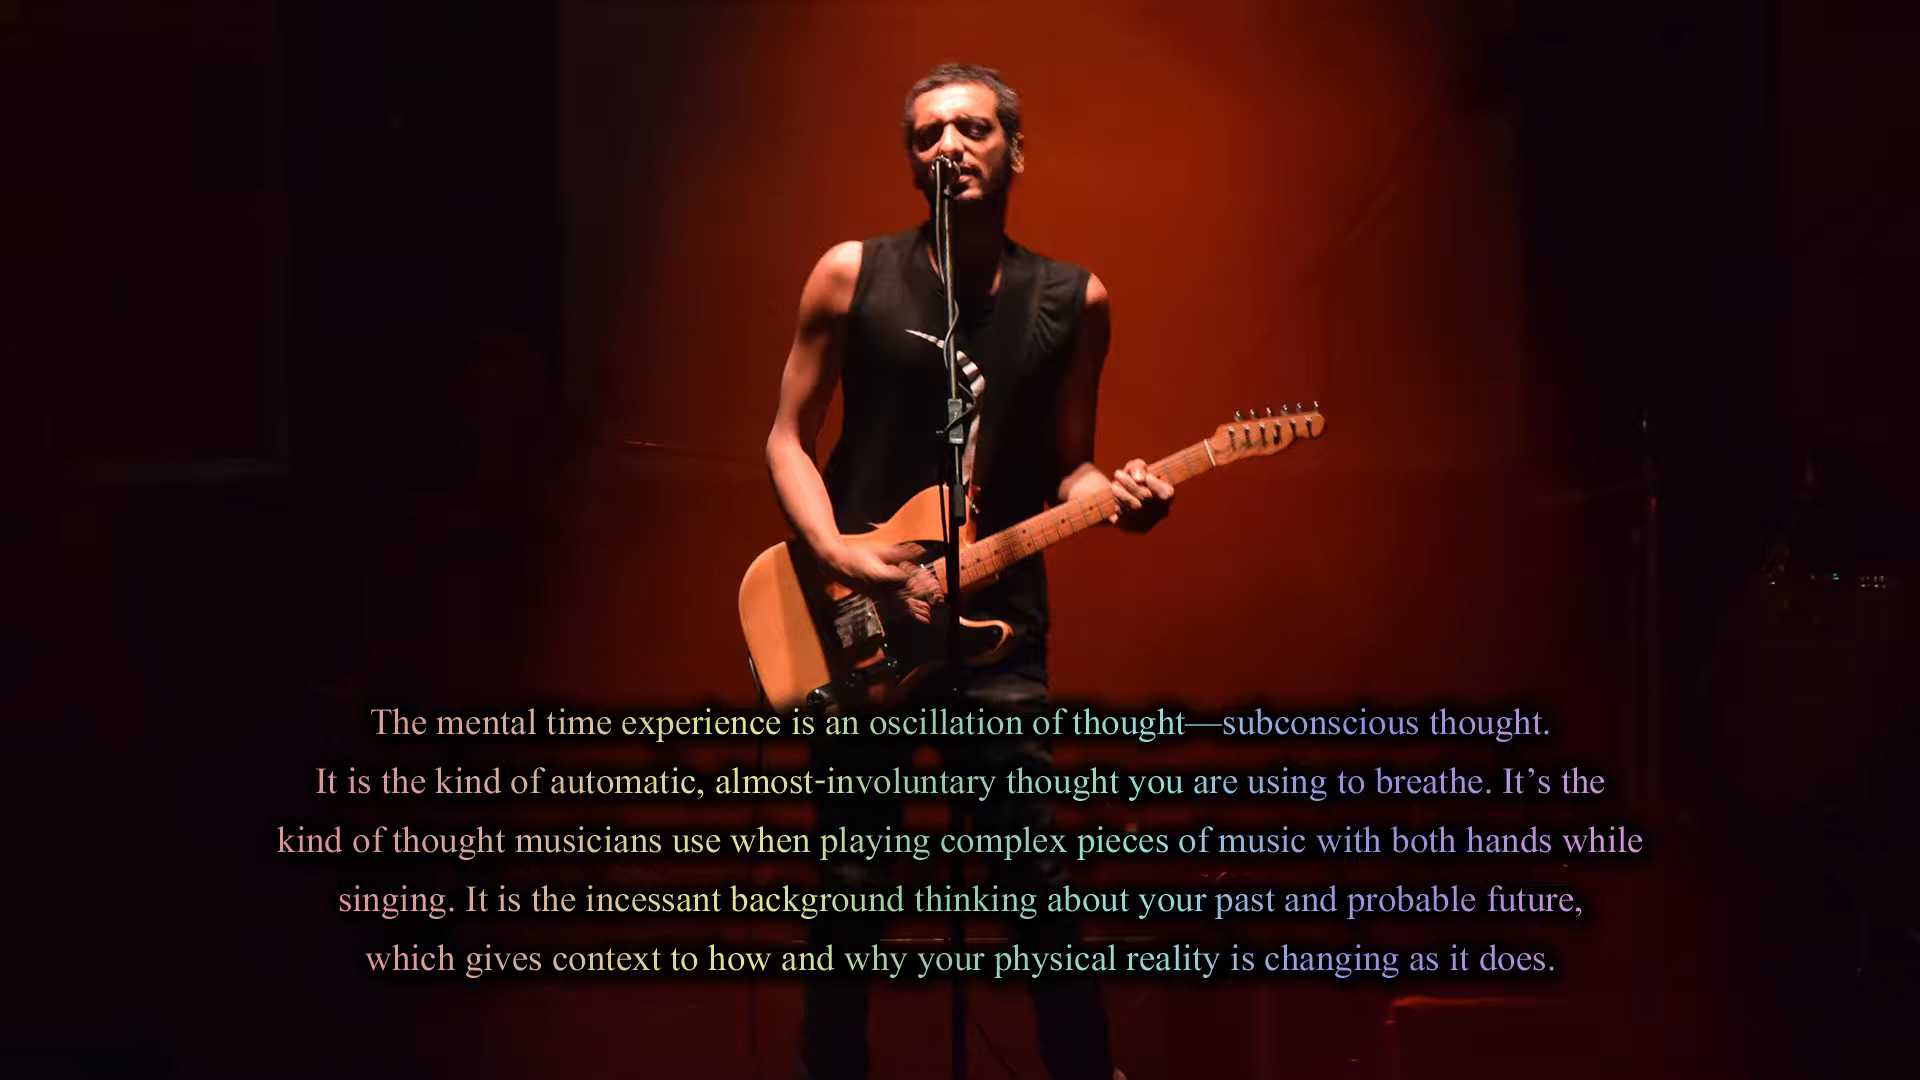 The mental time experience is an oscillation of thought—subconscious thought.
It is the kind of automatic, almost-involuntary thought you are using to breathe. It’s the
kind of thought musicians use when playing complex pieces of music with both hands while
singing. It is the incessant background thinking about your past and probable future,
which gives context to how and why your physical reality is changing as it does.